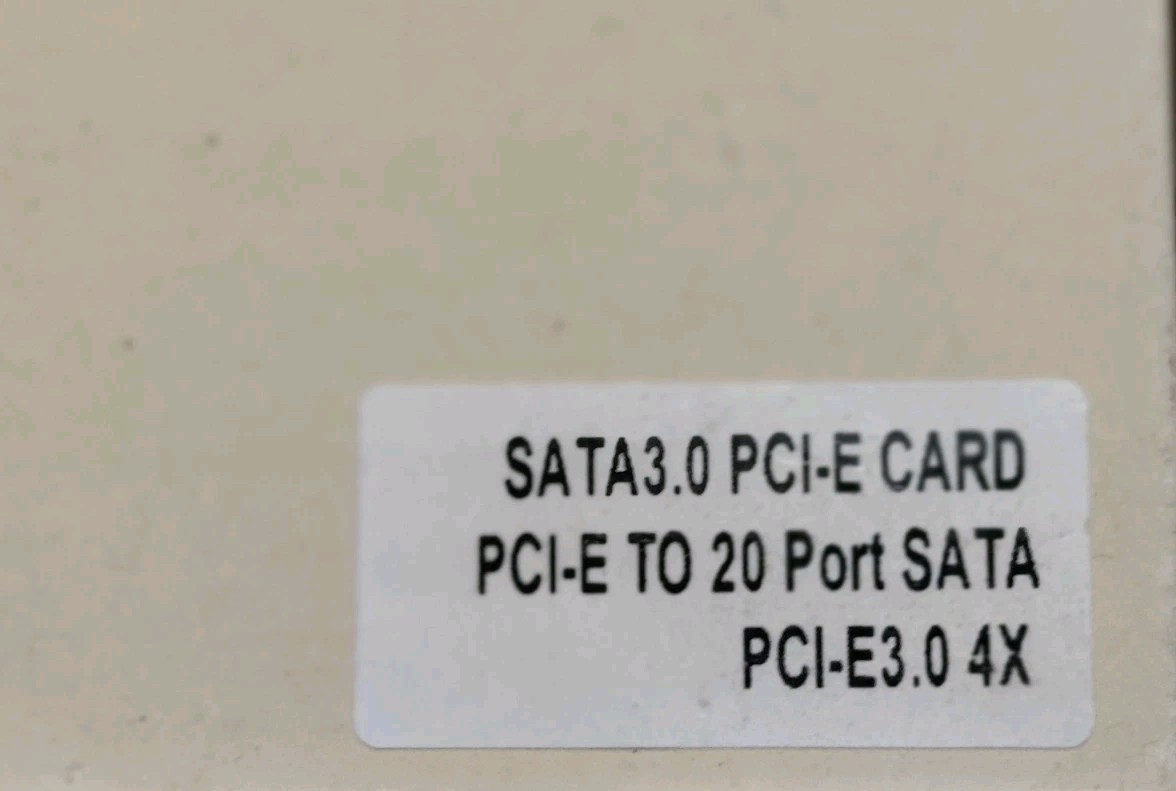 SATA3.0 PCI-E CARD
PCI-E TO 20 Port SATA
PCI-E3.0 4X